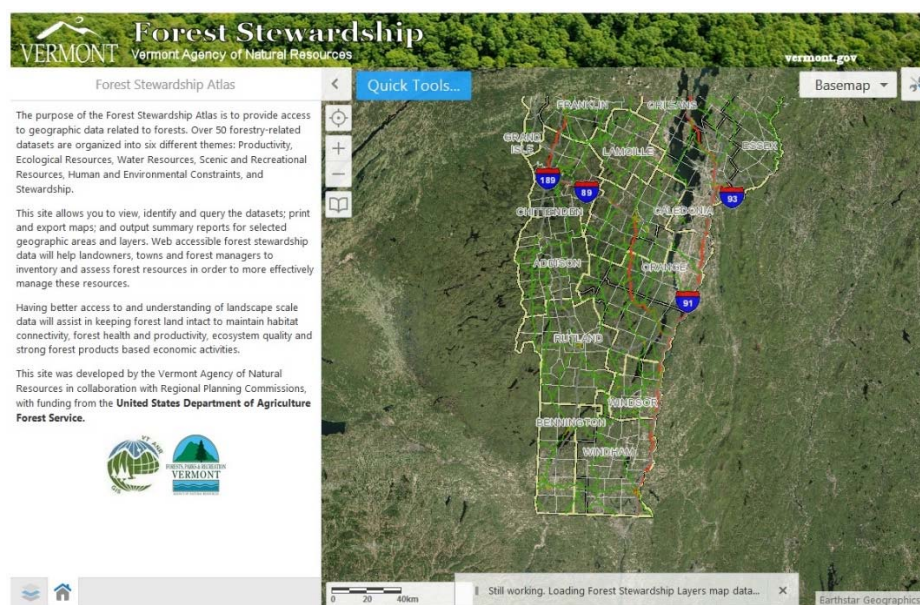 VERMONT
Forest Stewardship
Vermont Agency of Natural Resources
vermont.gov
Forest Stewardship Atlas
The purpose of the Forest Stewardship Atlas is to provide access
to geographic data related to forests. Over 50 forestry-related
datasets are organized into six different themes: Productivity,
Ecological Resources, Water Resources, Scenic and Recreational
Resources, Human and Environmental Constraints, and
Stewardship.
This site allows you to view, identify and query the datasets; print
and export maps; and output summary reports for selected
geographic areas and layers. Web accessible forest stewardship
data will help landowners, towns and forest managers to
inventory and assess forest resources in order to more effectively
manage these resources.
Having better access to and understanding of landscape scale
data will assist in keeping forest land intact to maintain habitat
connectivity, forest health and productivity, ecosystem quality and
strong forest products based economic activities.
This site was developed by the Vermont Agency of Natural
Resources in collaboration with Regional Planning Commissions,
with funding from the United States Department of Agriculture
Forest Service.
VT ANR
GIS
FORESTS, PARKS & RECREATION
VERMONT
Quick Tools...
Basemap
FRANKLIN
ORLEANS
GRAND
ISLE
LAMOILLE
ESSEX
189
89
93
CHITTENDEN
CALEDONIA
ADDISON
ORANGE
91
RUTLAND
WINDSOR
BENNINGTON
WINDHAM
0 20 40km
Still working. Loading Forest Stewardship Layers map data...
Earthstar Geographics